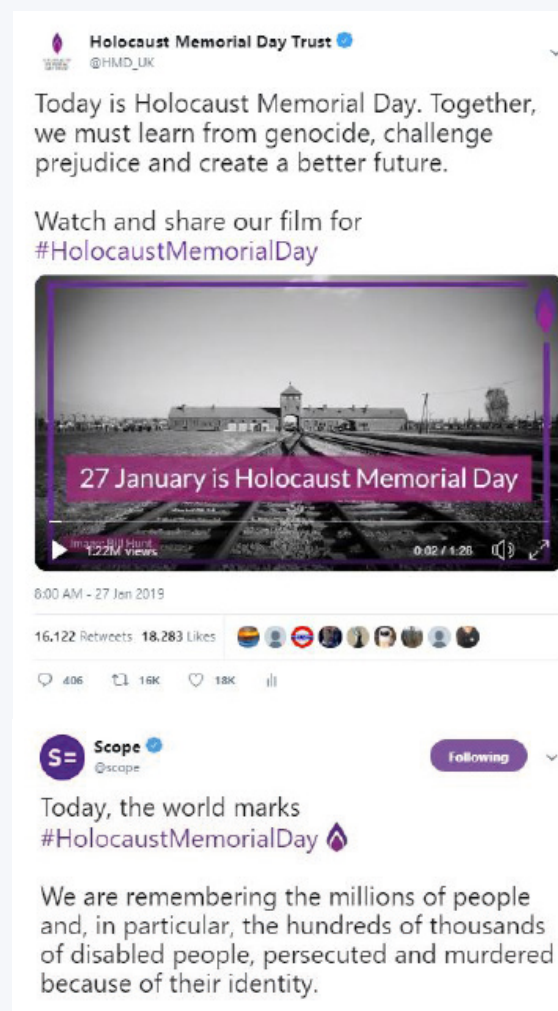 Holocaust Memorial Day Trust
@HMD_UK
Today is Holocaust Memorial Day. Together,
we must learn from genocide, challenge
prejudice and create a better future.
Watch and share our film for
#HolocaustMemorialDay
27 January is Holocaust Memorial Day
Image: Bill Hunt
1.22M views
0:02 / 1:26
8:00 AM - 27 Jan 2019
16,122 Retweets 18,283 Likes
406 16K 18K
S=
Scope
@scope
Following
Today, the world marks
#HolocaustMemorialDay
We are remembering the millions of people
and, in particular, the hundreds of thousands
of disabled people, persecuted and murdered
because of their identity.